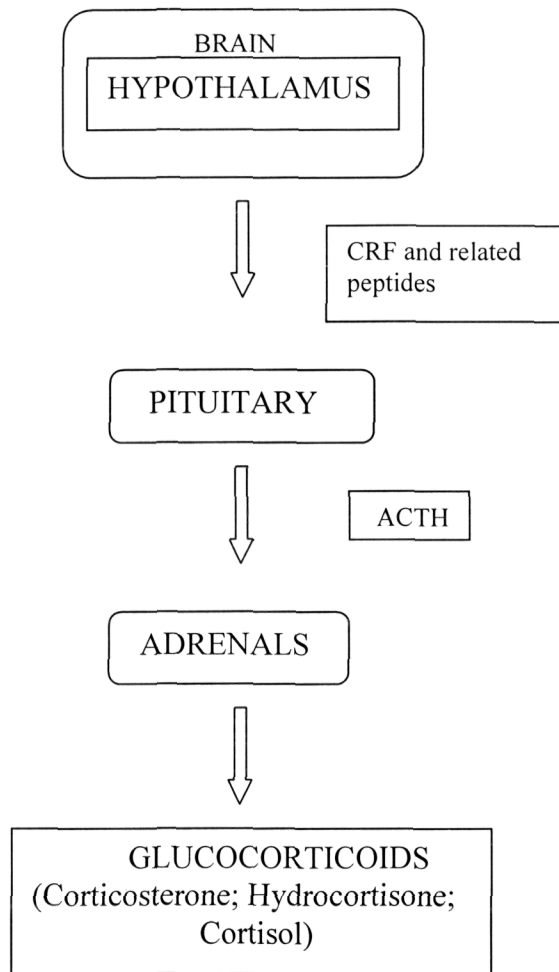 BRAIN
HYPOTHALAMUS
CRF and related
peptides
PITUITARY
ACTH
ADRENALS
GLUCOCORTICOIDS
(Corticosterone; Hydrocortisone;
Cortisol)